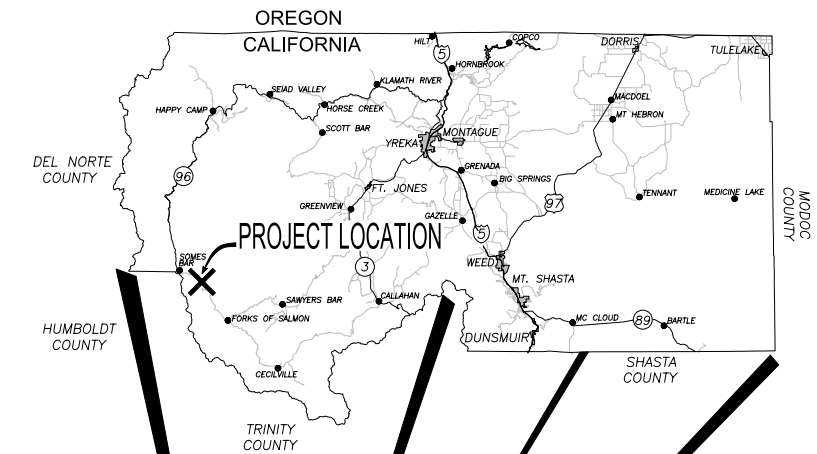 OREGON
CALIFORNIA
HILT
5
COPCO
DORRIS
TULELAKE
HORNBROOK
SEIAD VALLEY
KLAMATH RIVER
HAPPY CAMP
HORSE CREEK
MACDOEL
MT HEBRON
SCOTT BAR
YREKA
MONTAGUE
DEL NORTE
COUNTY
96
GRENADA
BIG SPRINGS
FT. JONES
TENNANT
MEDICINE LAKE
MODOC
COUNTY
97
GREENVIEW
GAZELLE
5
PROJECT LOCATION
SOMES
BAR
3
WEED
MT. SHASTA
SAWYERS BAR
CALLAHAN
FORKS OF SALMON
MC CLOUD
89
BARTLE
HUMBOLDT
COUNTY
DUNSMUIR
SHASTA
COUNTY
CECILVILLE
TRINITY
COUNTY